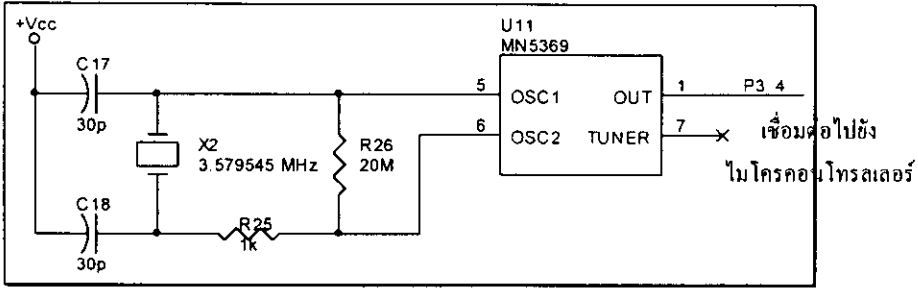 +Vcc
C17
30p
X2
3.579545 MHz
R26
20M
C18
30p
R25
1k
U11
MN5369
5
OSC1
OUT
1
P3.4
6
OSC2
TUNER
7
เชื่อมต่อไปยัง
ไมโครคอนโทรลเลอร์